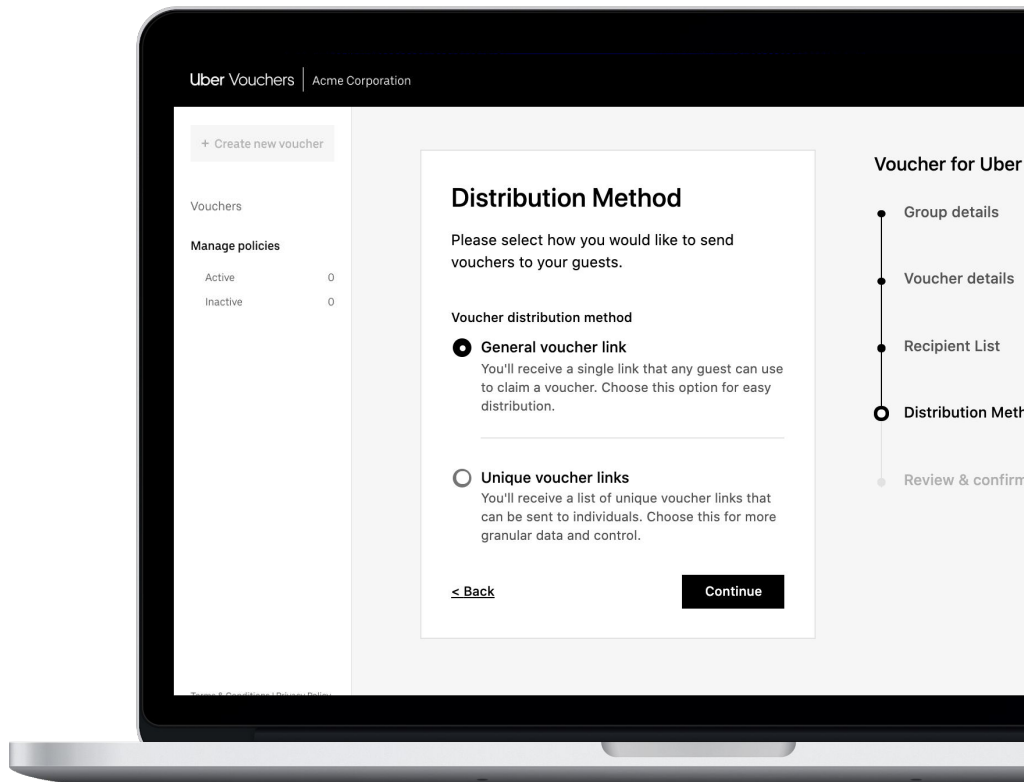 Uber Vouchers | Acme Corporation
+ Create new voucher
Vouchers
Manage policies
Active 0
Inactive 0
Terms & Conditions | Privacy Policy
Distribution Method
Please select how you would like to send
vouchers to your guests.
Voucher distribution method
General voucher link
You'll receive a single link that any guest can use
to claim a voucher. Choose this option for easy
distribution.
Unique voucher links
You'll receive a list of unique voucher links that
can be sent to individuals. Choose this for more
granular data and control.
< Back
Continue
Voucher for Uber
Group details
Voucher details
Recipient List
Distribution Meth
Review & confirm